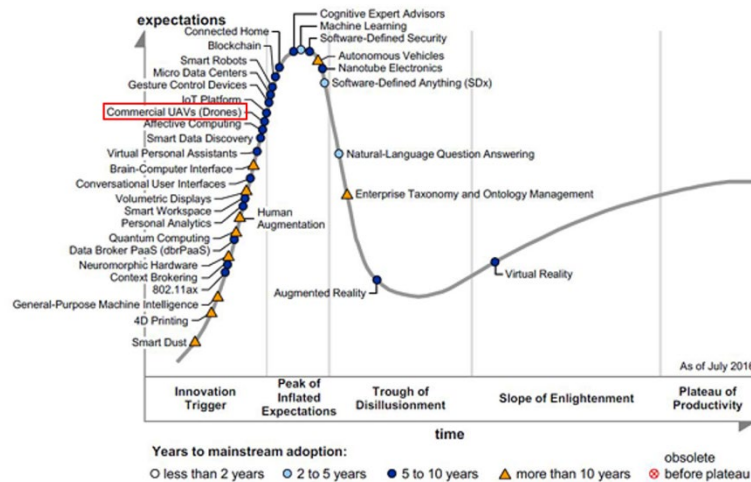 expectations
Cognitive Expert Advisors
Machine Learning
Connected Home
Software-Defined Security
Blockchain
Autonomous Vehicles
Smart Robots
Nanotube Electronics
Micro Data Centers
Software-Defined Anything (SDx)
Gesture Control Devices
IoT Platform
Commercial UAVs (Drones)
Affective Computing
Smart Data Discovery
Virtual Personal Assistants
Natural-Language Question Answering
Brain-Computer Interface
Conversational User Interfaces
Enterprise Taxonomy and Ontology Management
Volumetric Displays
Smart Workspace
Human
Augmentation
Personal Analytics
Quantum Computing
Data Broker PaaS (dbrPaaS)
Neuromorphic Hardware
Context Brokering
Virtual Reality
802.11ax
Augmented Reality
General-Purpose Machine Intelligence
4D Printing
Smart Dust
As of July 2016
Innovation
Trigger
Peak of
Inflated
Expectations
Trough of
Disillusionment
Slope of Enlightenment
Plateau of
Productivity
time
Years to mainstream adoption:
less than 2 years
2 to 5 years
5 to 10 years
more than 10 years
obsolete
before plateau